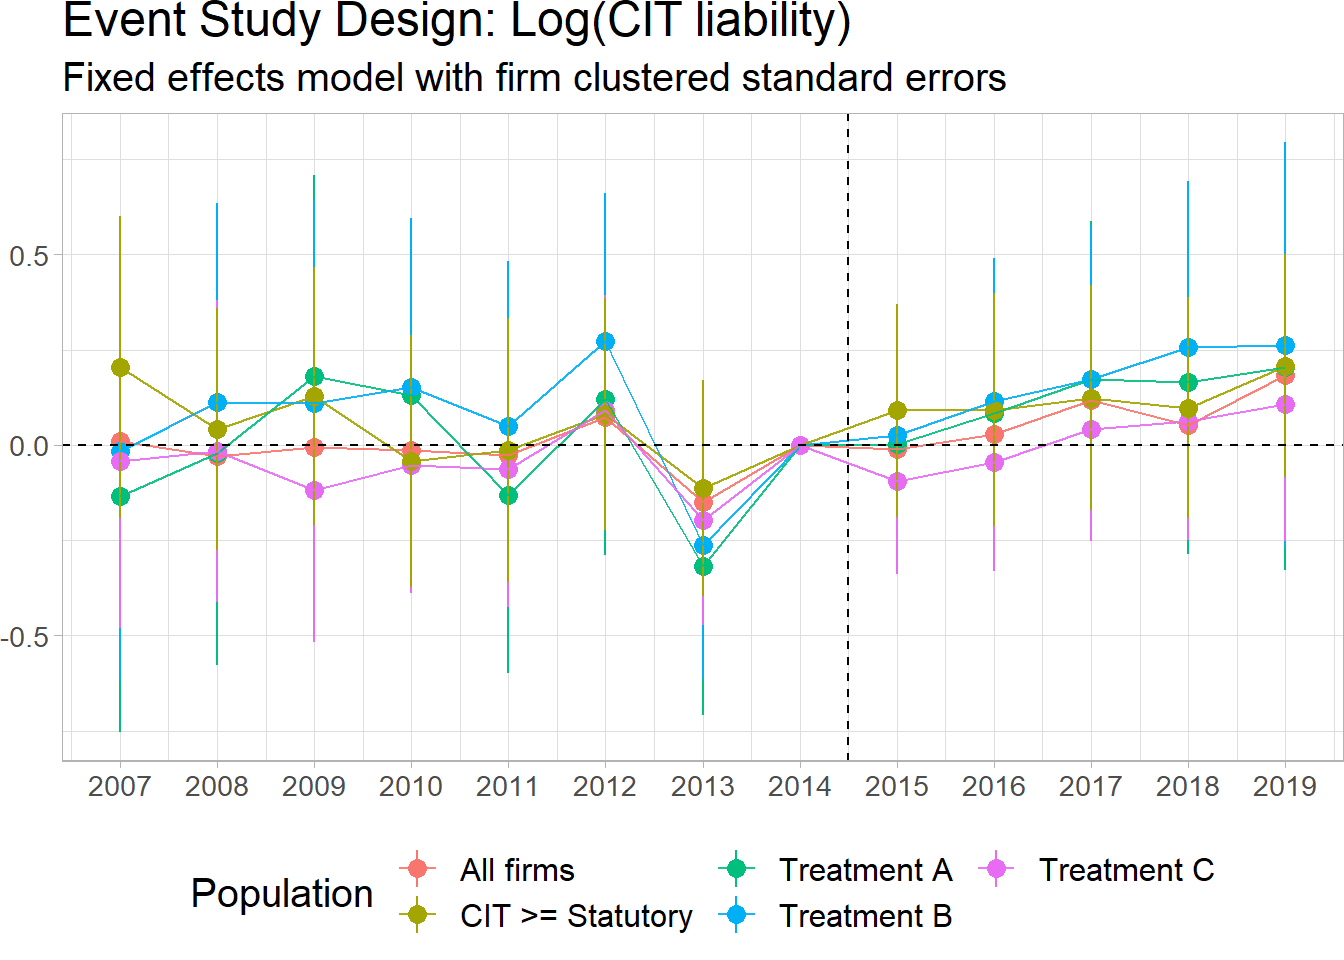 Event Study Design: Log(CIT liability)
Fixed effects model with firm clustered standard errors
0.5
0.0
-0.5
2007 2008 2009 2010 2011 2012 2013 2014 2015 2016 2017 2018 2019
Population
All firms
CIT >= Statutory
Treatment A
Treatment B
Treatment C